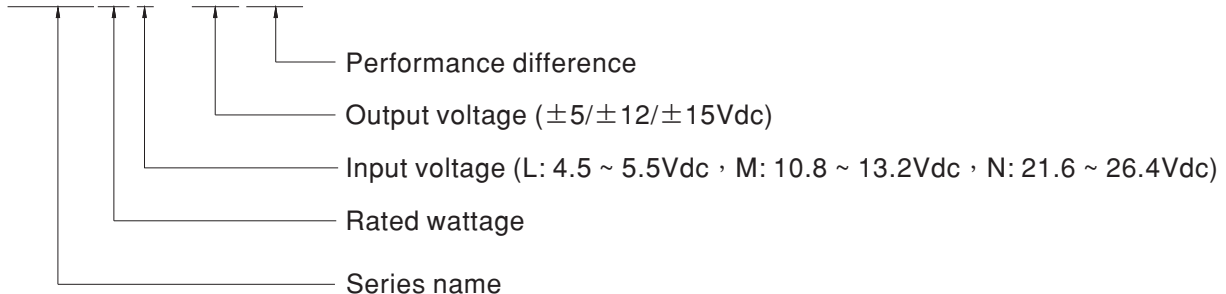 Performance difference
Output voltage (±5/±12/±15Vdc)
Input voltage (L: 4.5 ~ 5.5Vdc，M: 10.8 ~ 13.2Vdc，N: 21.6 ~ 26.4Vdc)
Rated wattage
Series name